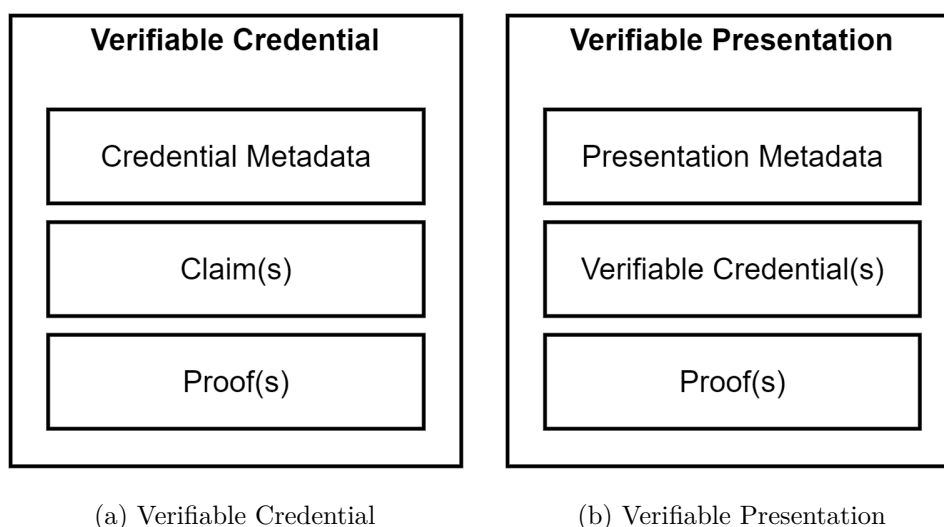 Verifiable Credential
Credential Metadata
Claim(s)
Proof(s)
(a) Verifiable Credential
Verifiable Presentation
Presentation Metadata
Verifiable Credential(s)
Proof(s)
(b) Verifiable Presentation